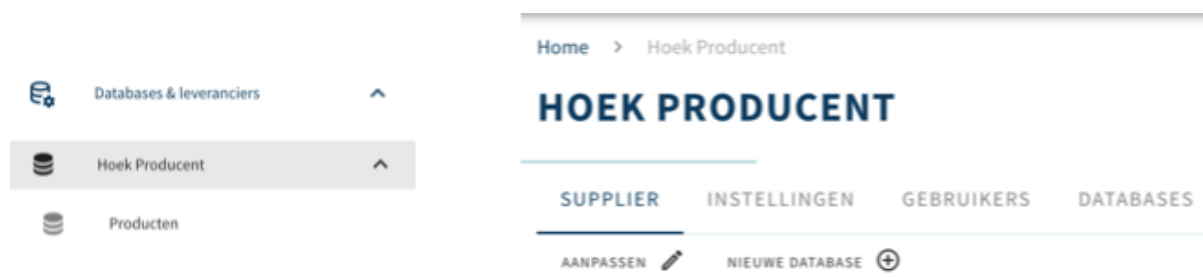 Databases & leveranciers
Hoek Producent
Producten
Home > Hoek Producent
HOEK PRODUCENT
SUPPLIER INSTELLINGEN GEBRUIKERS DATABASES
AANPASSEN NIEUWE DATABASE